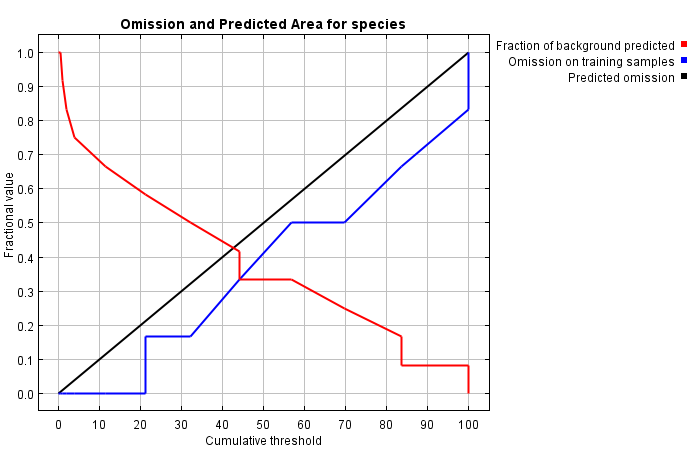 Omission and Predicted Area for species
Fraction of background predicted
Omission on training samples
Predicted omission
Fractional value
1.0
0.9
0.8
0.7
0.6
0.5
0.4
0.3
0.2
0.1
0.0
0 10 20 30 40 50 60 70 80 90 100
Cumulative threshold